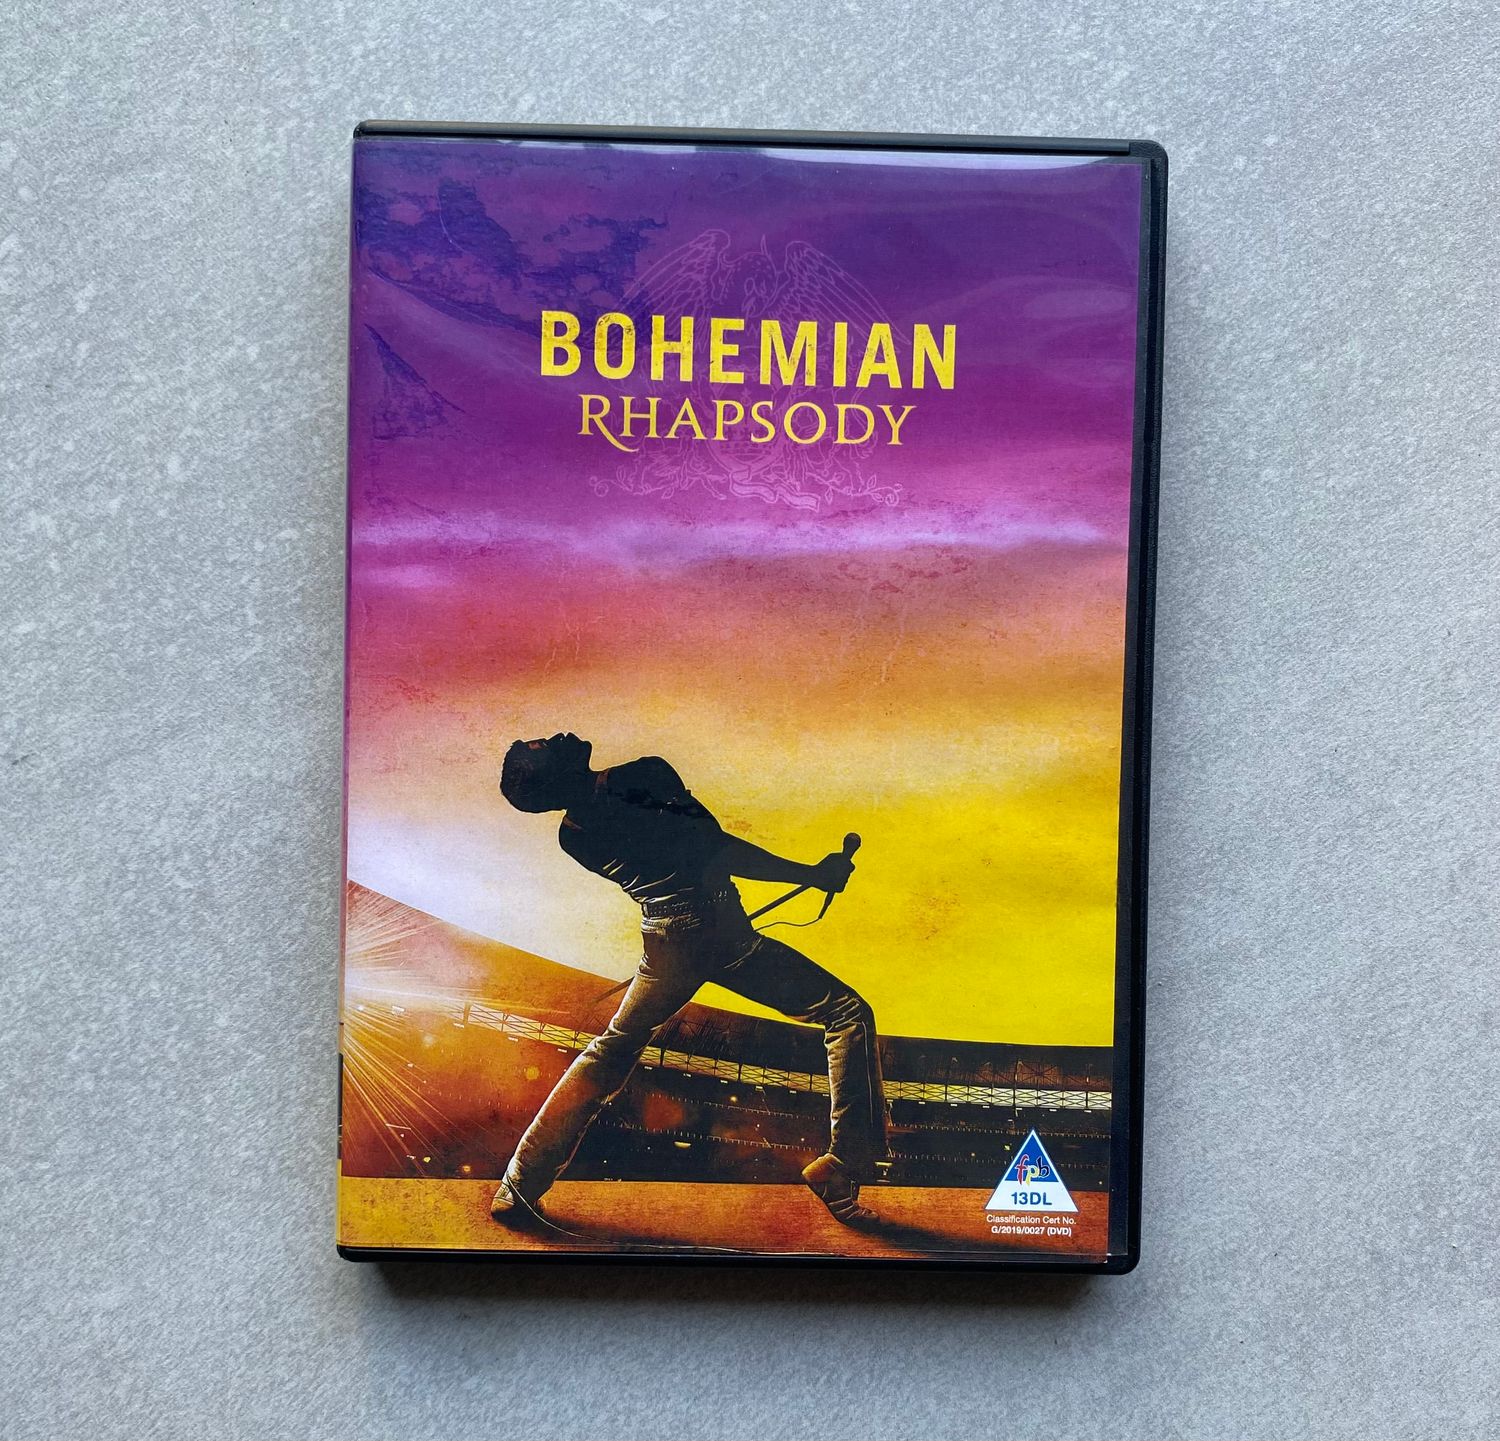 BOHEMIAN
RHAPSODY
fpb
13DL
Classification Cert No.
G/2019/0027 (DVD)